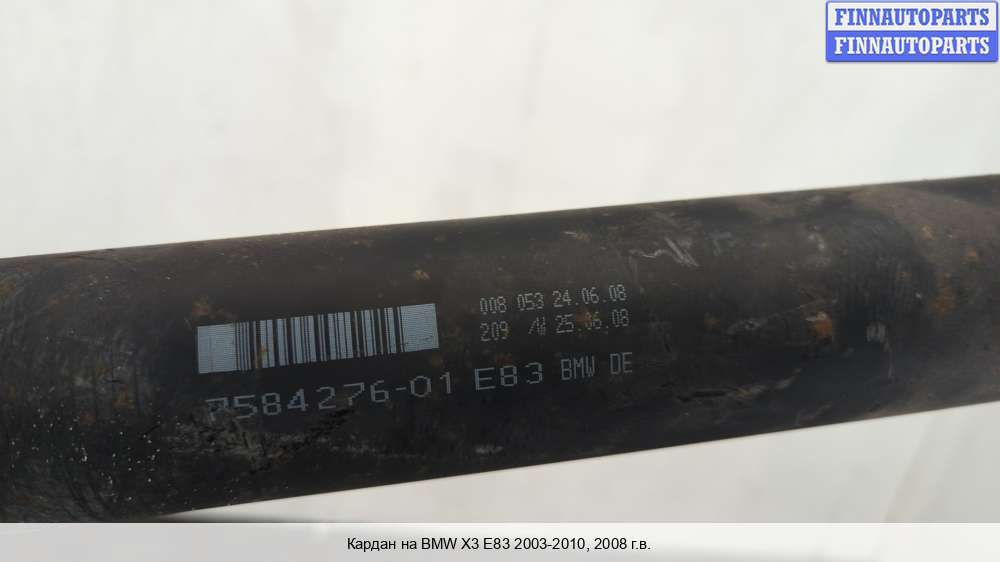 FINNAUTOPARTS
FINNAUTOPARTS
008 053 24.06.08
209 /W 25.06.08
7584276-01 E83 BMW DE
Кардан на BMW X3 E83 2003-2010, 2008 г.в.